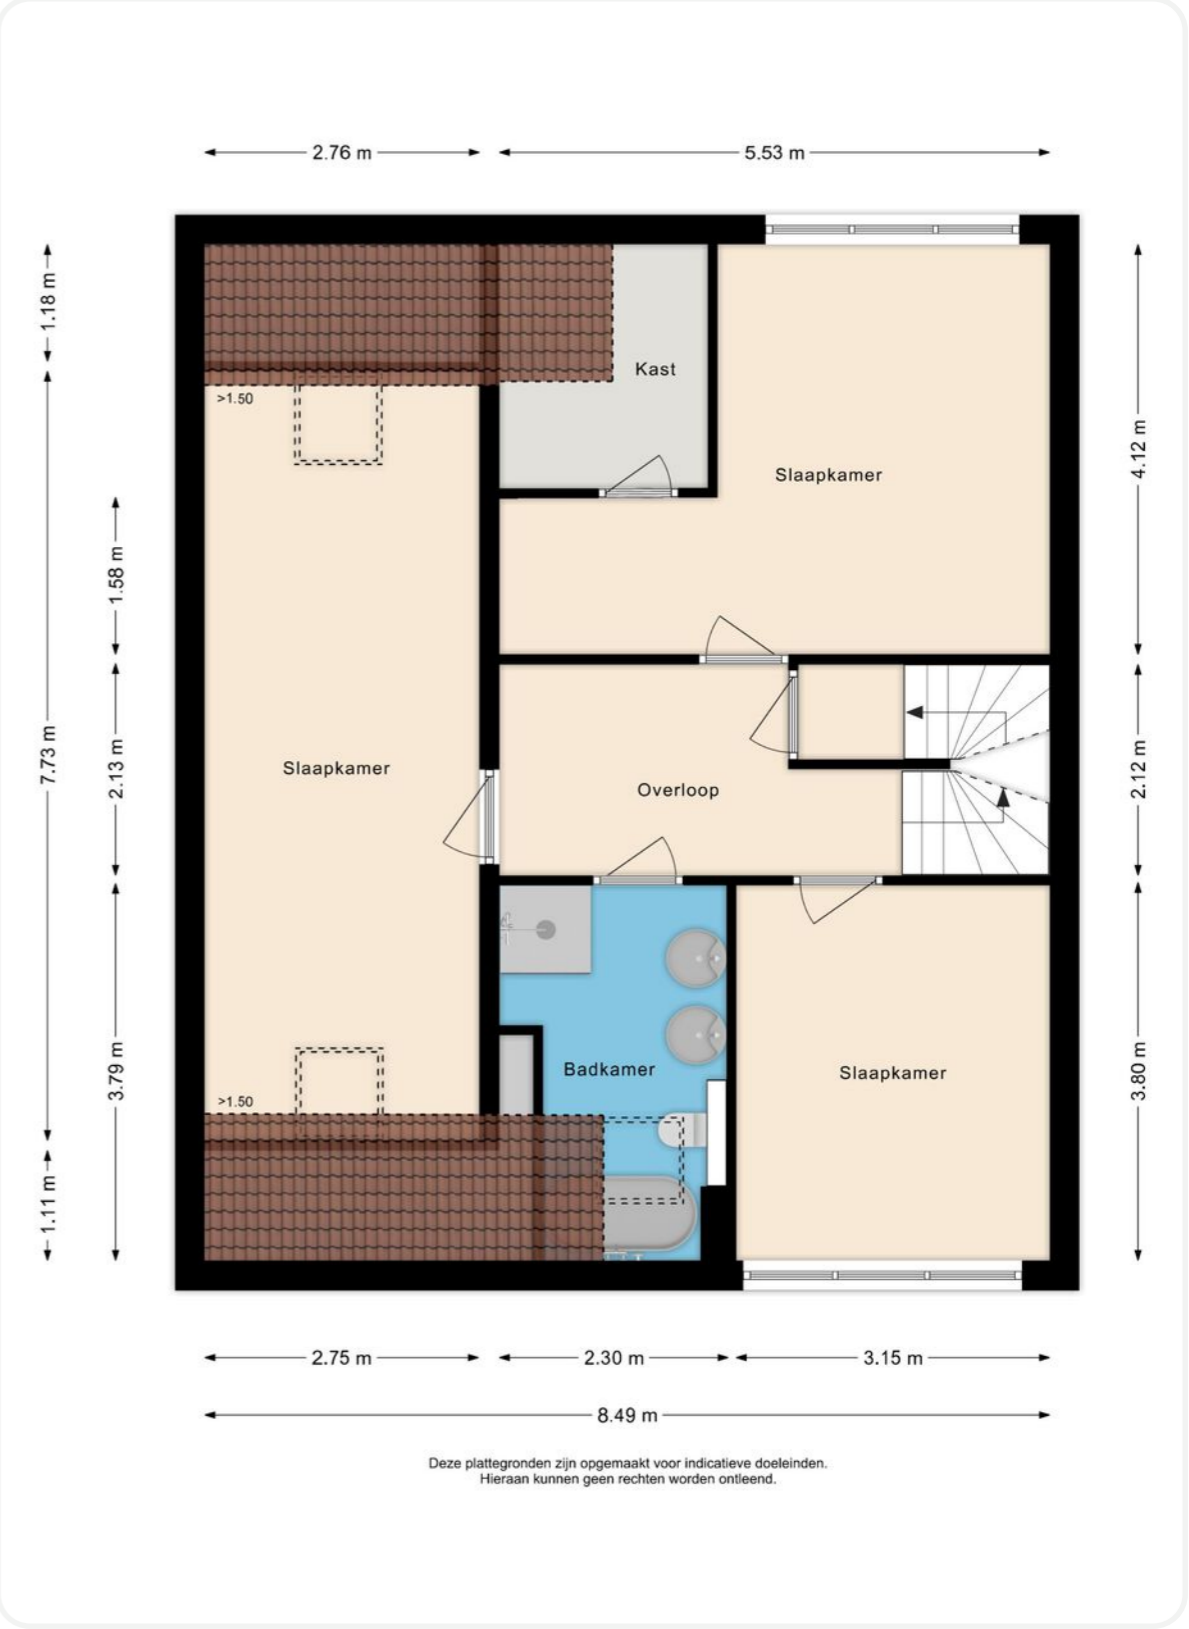 2.76 m
5.53 m
1.18 m
Kast
>1.50
4.12 m
Slaapkamer
1.58 m
7.73 m
2.13 m
Slaapkamer
Overloop
2.12 m
3.79 m
Badkamer
Slaapkamer
3.80 m
>1.50
1.11 m
2.75 m
2.30 m
3.15 m
8.49 m
Deze plattegronden zijn opgemaakt voor indicatieve doeleinden.
Hieraan kunnen geen rechten worden ontleend.